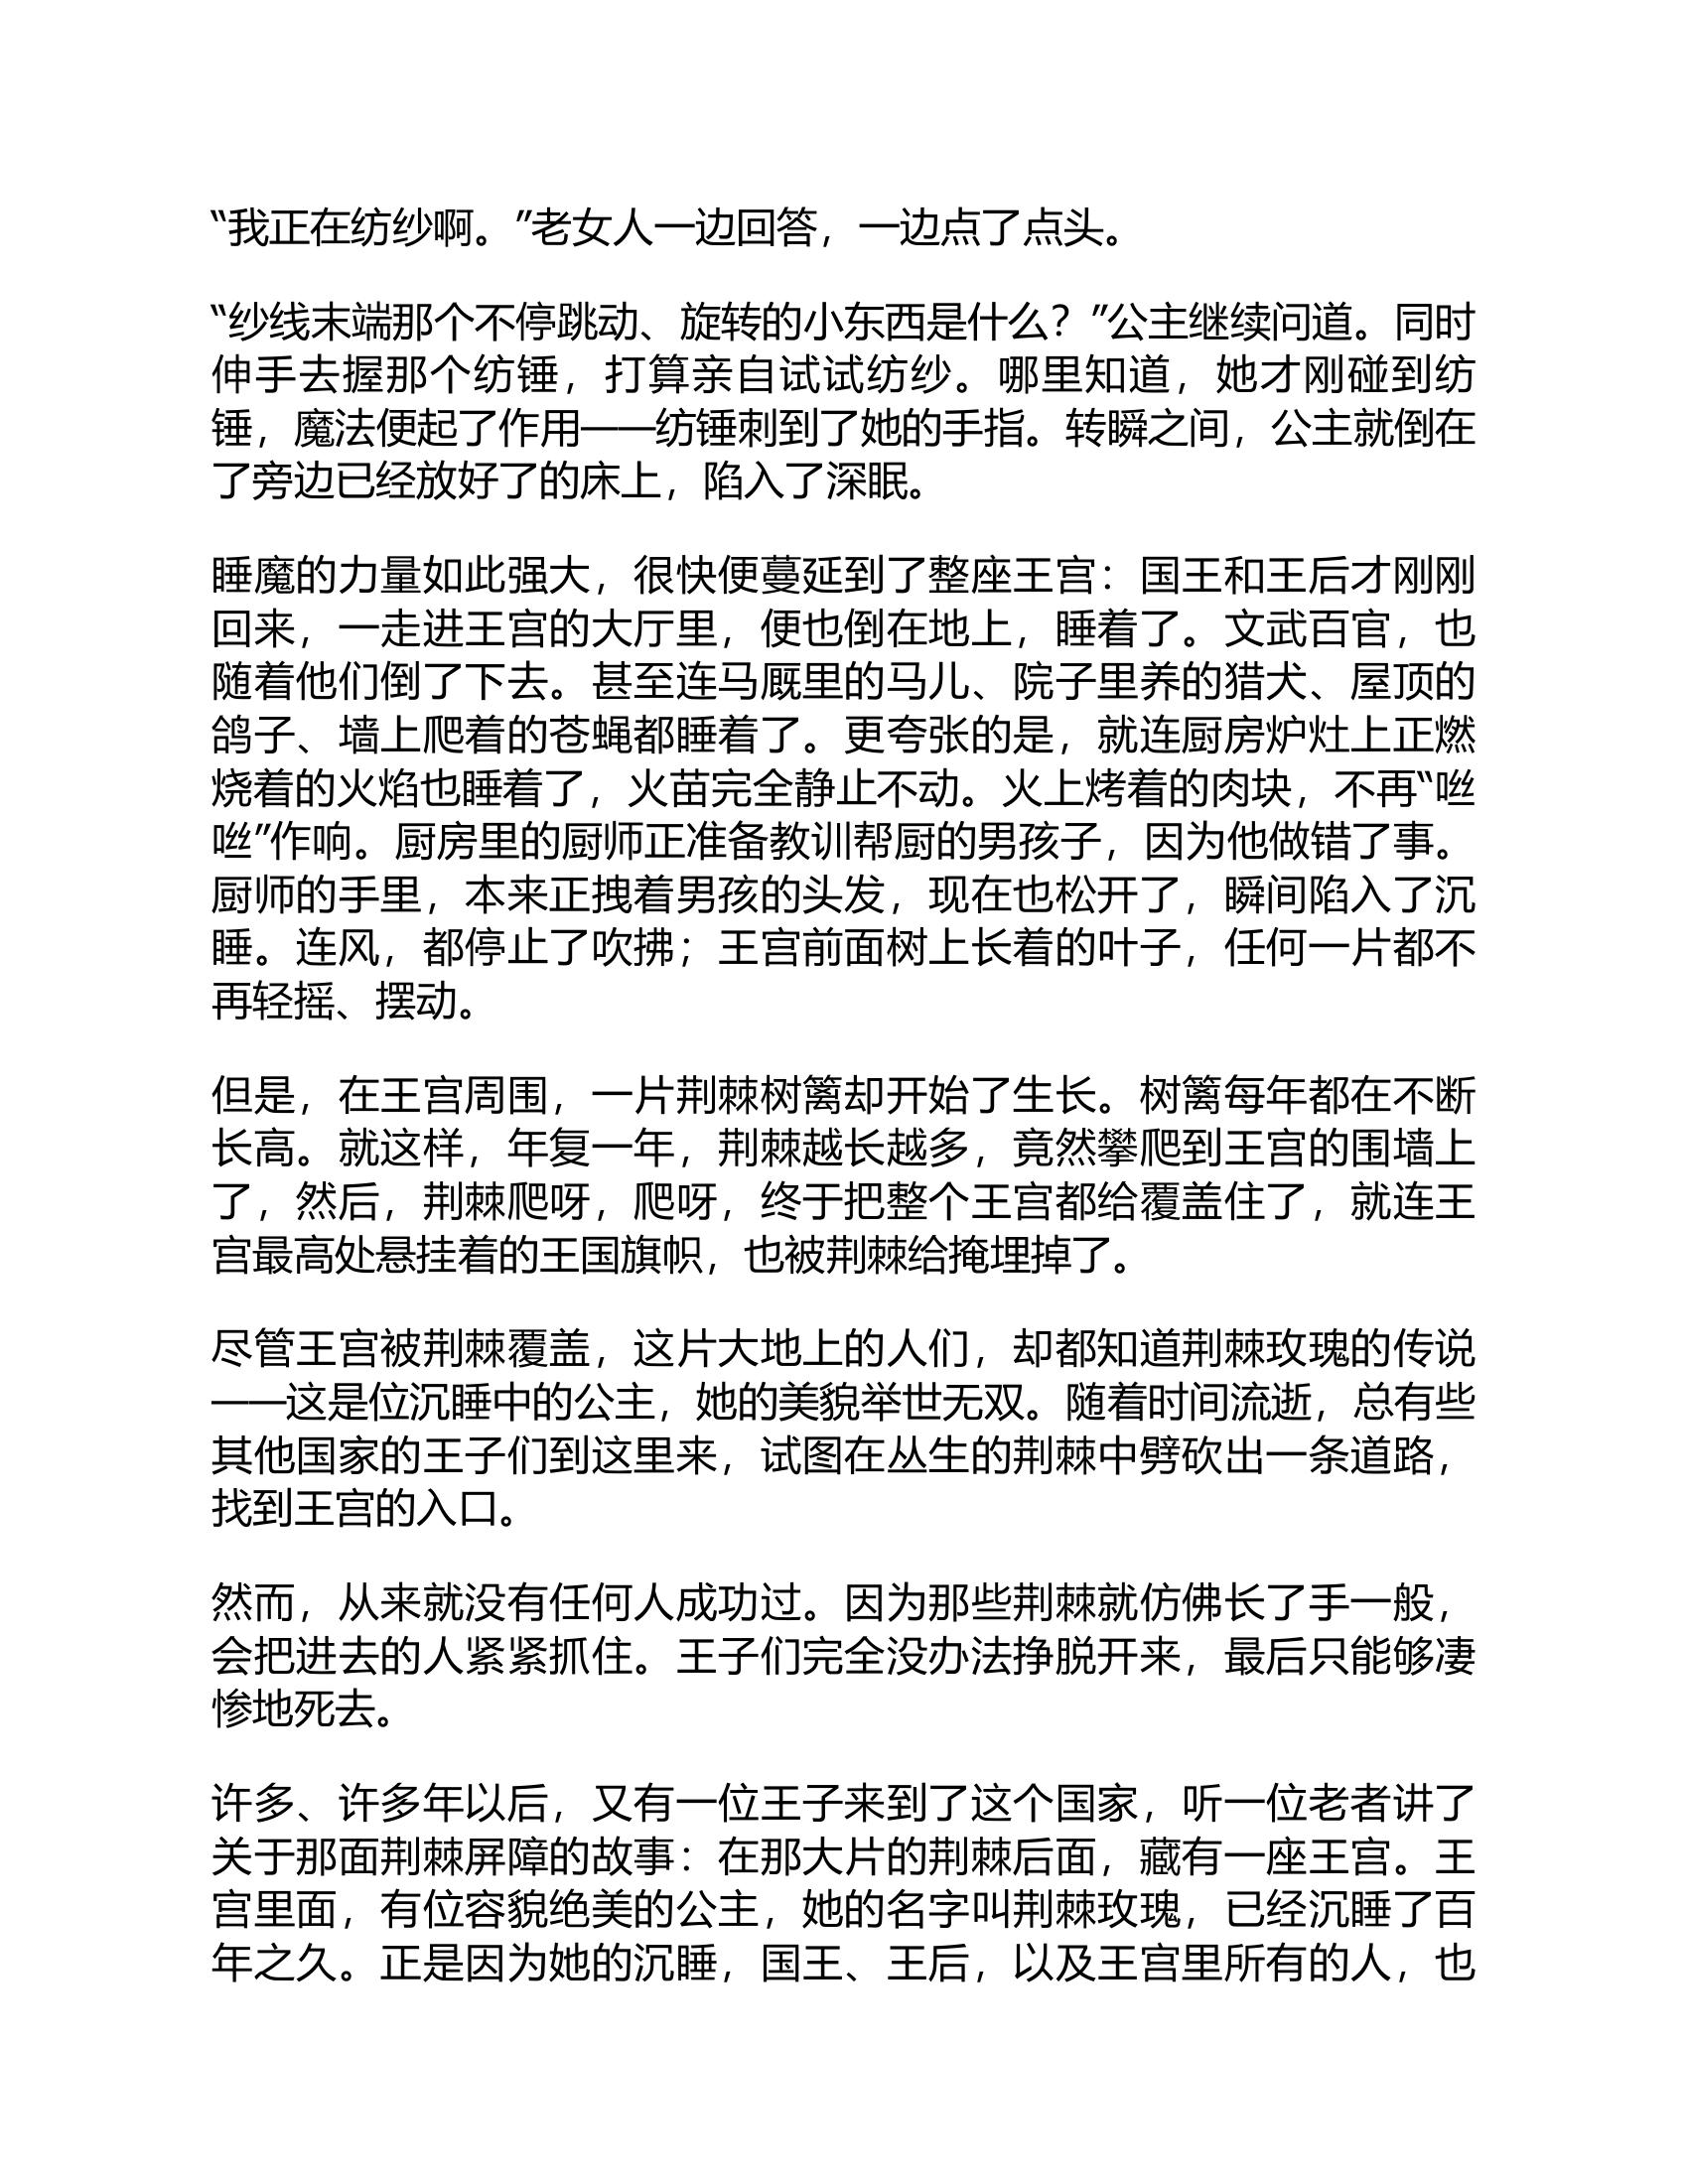 “我正在纺纱啊。”老女人一边回答，一边点了点头。
“纱线末端那个不停跳动、旋转的小东西是什么？”公主继续问道。同时
伸手去握那个纺锤，打算亲自试试纺纱。哪里知道，她才刚碰到纺
锤，魔法便起了作用——纺锤刺到了她的手指。转瞬之间，公主就倒在
了旁边已经放好了的床上，陷入了深眠。
睡魔的力量如此强大，很快便蔓延到了整座王宫：国王和王后才刚刚
回来，一走进王宫的大厅里，便也倒在地上，睡着了。文武百官，也
随着他们倒了下去。甚至连马厩里的马儿、院子里养的猎犬、屋顶的
鸽子、墙上爬着的苍蝇都睡着了。更夸张的是，就连厨房炉灶上正燃
烧着的火焰也睡着了，火苗完全静止不动。火上烤着的肉块，不再“咝
咝”作响。厨房里的厨师正准备教训帮厨的男孩子，因为他做错了事。
厨师的手里，本来正拽着男孩的头发，现在也松开了，瞬间陷入了沉
睡。连风，都停止了吹拂；王宫前面树上长着的叶子，任何一片都不
再轻摇、摆动。
但是，在王宫周围，一片荆棘树篱却开始了生长。树篱每年都在不断
长高。就这样，年复一年，荆棘越长越多，竟然攀爬到王宫的围墙上
了，然后，荆棘爬呀，爬呀，终于把整个王宫都给覆盖住了，就连王
宫最高处悬挂着的王国旗帜，也被荆棘给掩埋掉了。
尽管王宫被荆棘覆盖，这片大地上的人们，却都知道荆棘玫瑰的传说
——这是位沉睡中的公主，她的美貌举世无双。随着时间流逝，总有些
其他国家的王子们到这里来，试图在丛生的荆棘中劈砍出一条道路，
找到王宫的入口。
然而，从来就没有任何人成功过。因为那些荆棘就仿佛长了手一般，
会把进去的人紧紧抓住。王子们完全没办法挣脱开来，最后只能够凄
惨地死去。
许多、许多年以后，又有一位王子来到了这个国家，听一位老者讲了
关于那面荆棘屏障的故事：在那大片的荆棘后面，藏有一座王宫。王
宫里面，有位容貌绝美的公主，她的名字叫荆棘玫瑰，已经沉睡了百
年之久。正是因为她的沉睡，国王、王后，以及王宫里所有的人，也